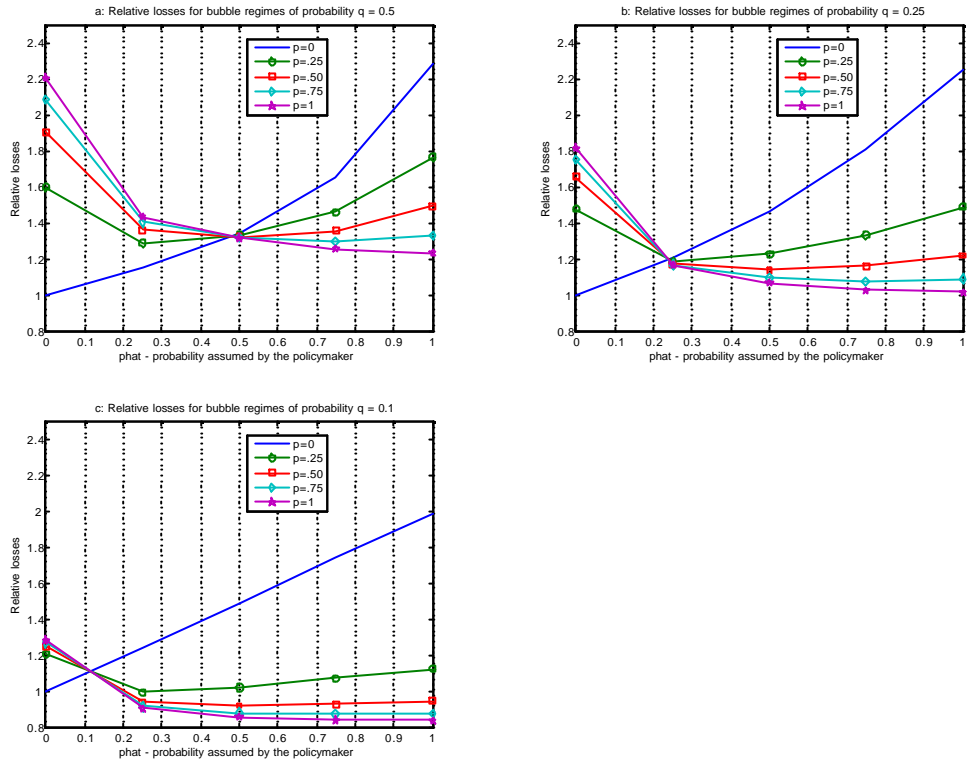 a: Relative losses for bubble regimes of probability q = 0.5
2.4
2.2
2
1.8
1.6
1.4
1.2
1
0.8
0 0.1 0.2 0.3 0.4 0.5 0.6 0.7 0.8 0.9 1
Relative losses
phat - probability assumed by the policymaker
p=0
p=.25
p=.50
p=.75
p=1
b: Relative losses for bubble regimes of probability q = 0.25
2.4
2.2
2
1.8
1.6
1.4
1.2
1
0.8
0 0.1 0.2 0.3 0.4 0.5 0.6 0.7 0.8 0.9 1
Relative losses
phat - probability assumed by the policymaker
p=0
p=.25
p=.50
p=.75
p=1
c: Relative losses for bubble regimes of probability q = 0.1
2.4
2.2
2
1.8
1.6
1.4
1.2
1
0.8
0 0.1 0.2 0.3 0.4 0.5 0.6 0.7 0.8 0.9 1
Relative losses
phat - probability assumed by the policymaker
p=0
p=.25
p=.50
p=.75
p=1